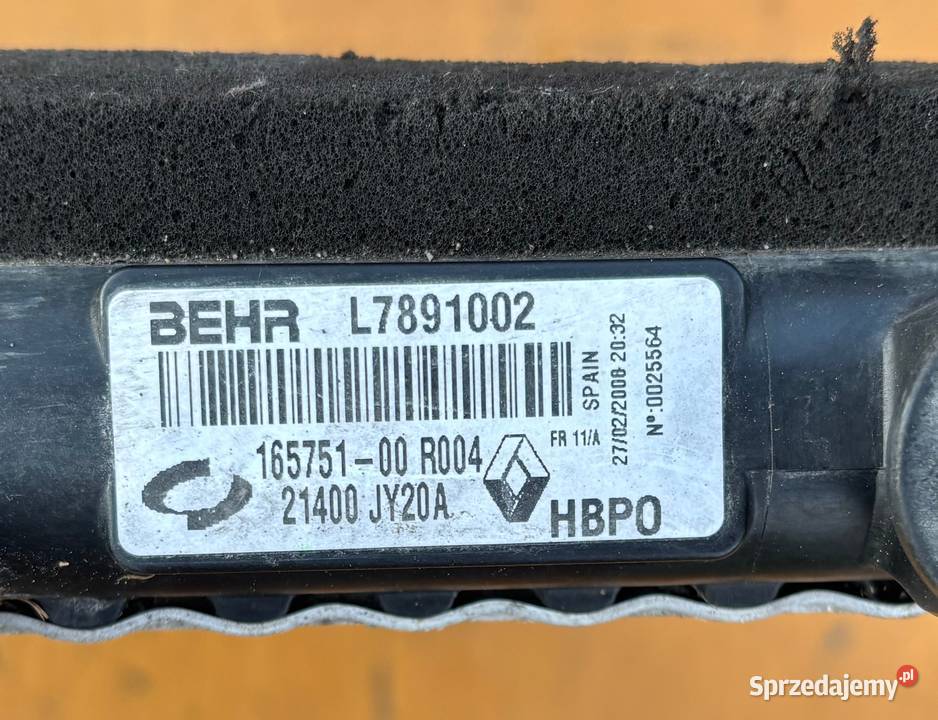 BEHR L7891002
SPAIN
27/02/2008 20:32
Nº:0025564
165751-00 R004
FR 11/A
21400 JY20A
HBPO
Sprzedajemy.pl